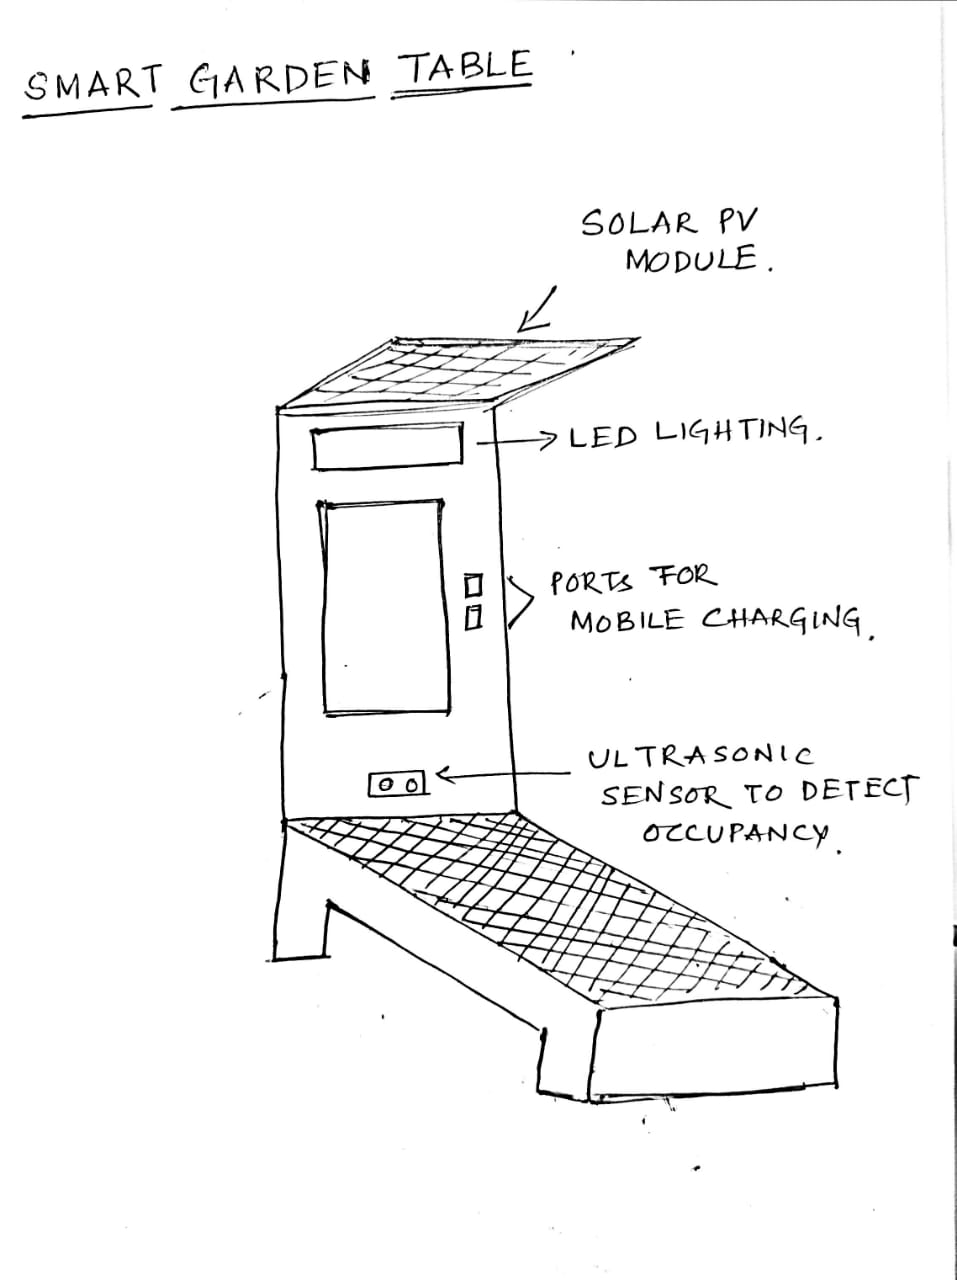 SMART GARDEN TABLE
SOLAR PV
MODULE.
LED LIGHTING.
PORTS FOR
MOBILE CHARGING.
ULTRASONIC
SENSOR TO DETECT
OCCUPANCY.